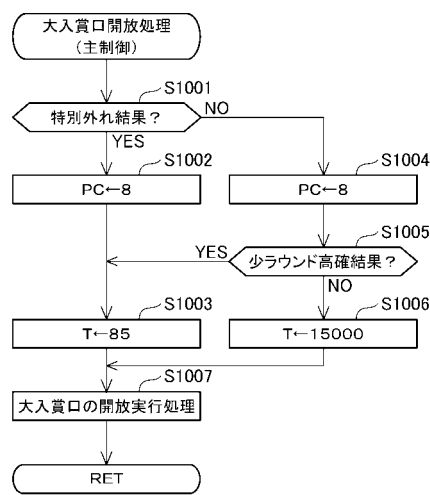 大入賞口開放処理
(主制御)
S1001
特別外れ結果？
NO
YES
S1002
S1004
PC←8
PC←8
S1005
YES
少ラウンド高確結果？
NO
S1003
S1006
T←85
T←15000
S1007
大入賞口の開放実行処理
RET